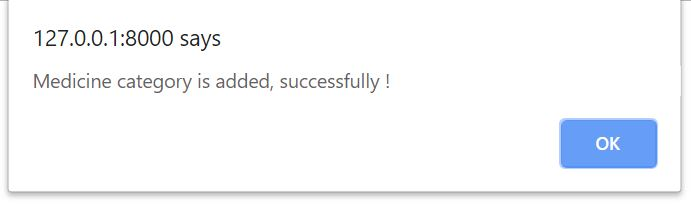 127.0.0.1:8000 says
Medicine category is added, successfully !
OK